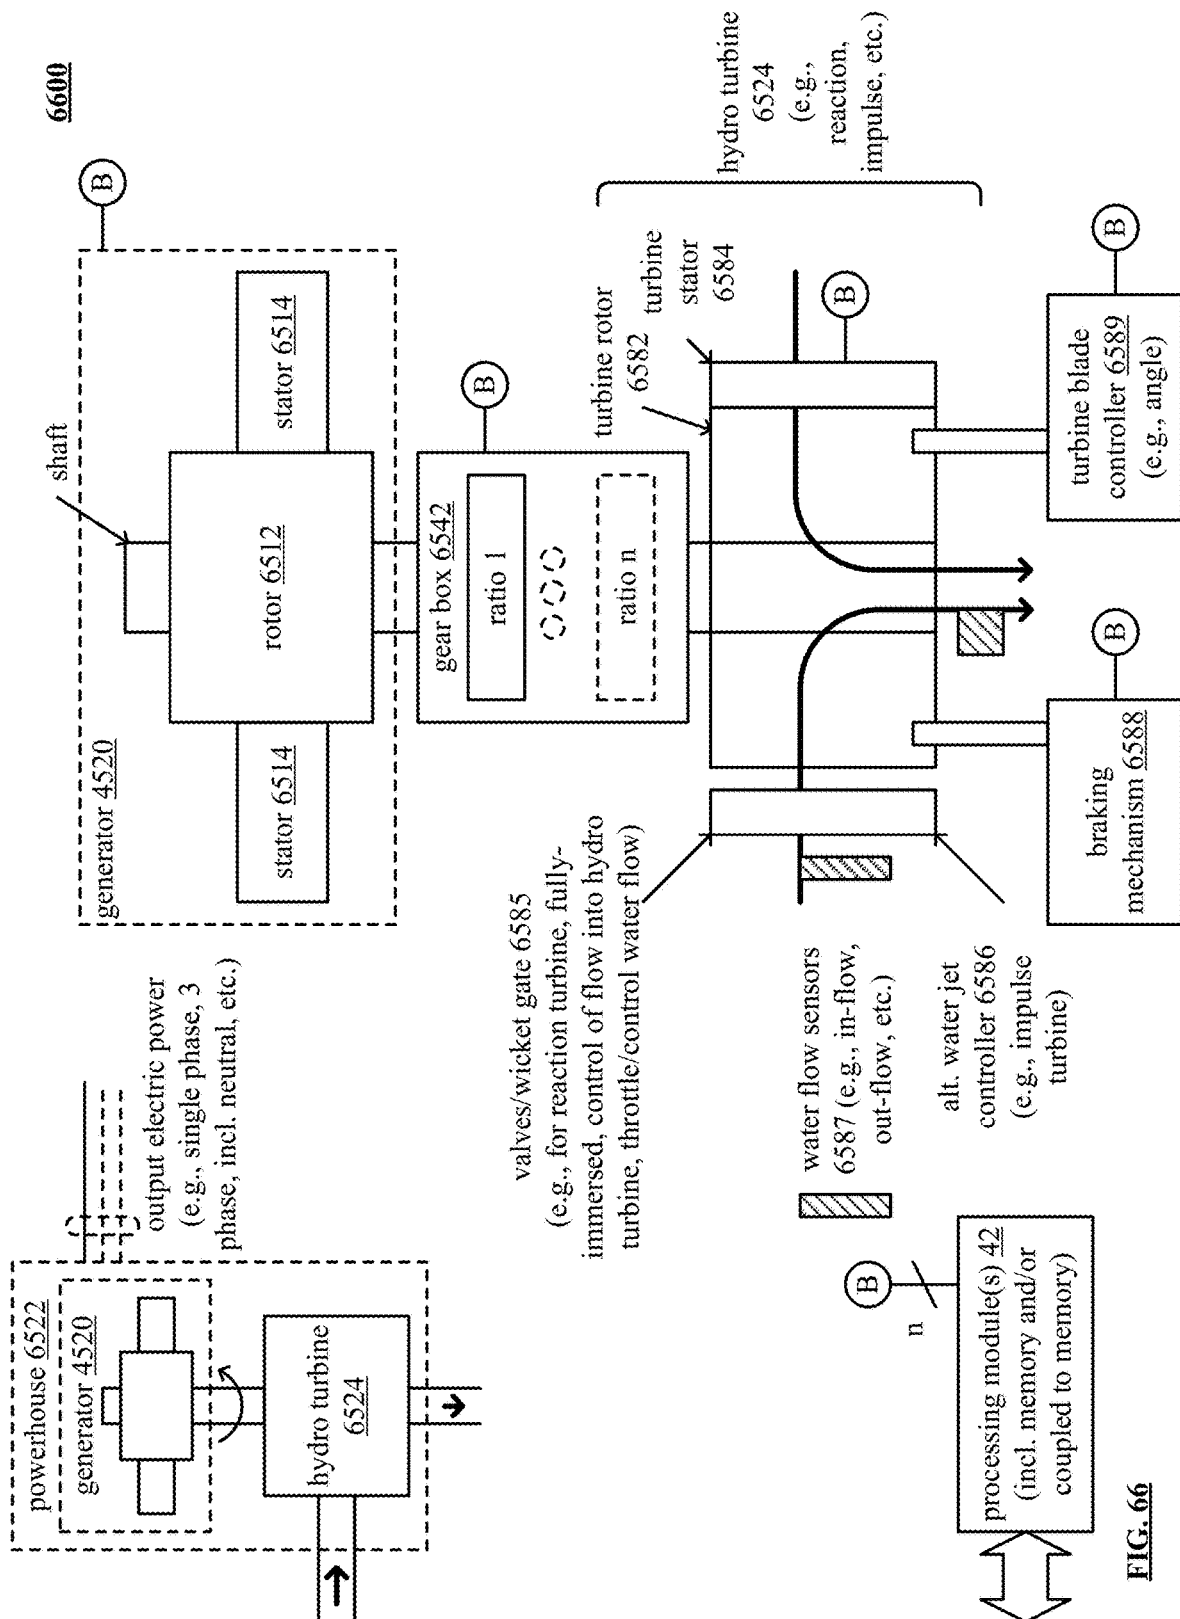 6600
powerhouse 6522
generator 4520
hydro turbine
6524
output electric power
(e.g., single phase, 3
phase, incl. neutral, etc.)
generator 4520
shaft
stator 6514
rotor 6512
stator 6514
B
gear box 6542
ratio 1
ratio n
B
valves/wicket gate 6585
(e.g., for reaction turbine, fully-
immersed, control of flow into hydro
turbine, throttle/control water flow)
turbine rotor
6582
turbine
stator
6584
hydro turbine
6524
(e.g.,
reaction,
impulse, etc.)
B
water flow sensors
6587 (e.g., in-flow,
out-flow, etc.)
alt. water jet
controller 6586
(e.g., impulse
turbine)
B
n
processing module(s) 42
(incl. memory and/or
coupled to memory)
braking
mechanism 6588
B
turbine blade
controller 6589
(e.g., angle)
B
FIG. 66